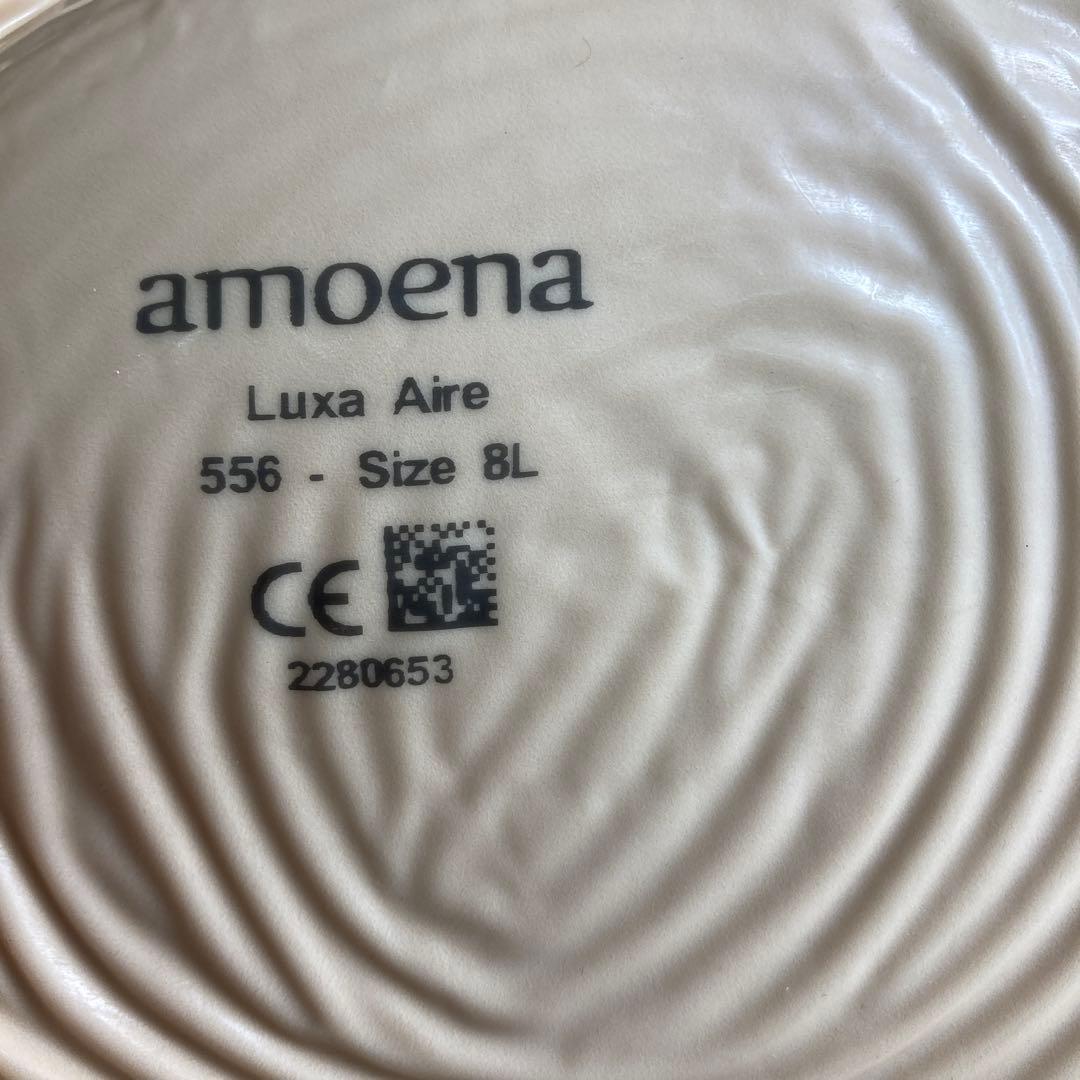 amoena
Luxa Aire
556 - Size 8L
CE
2280653